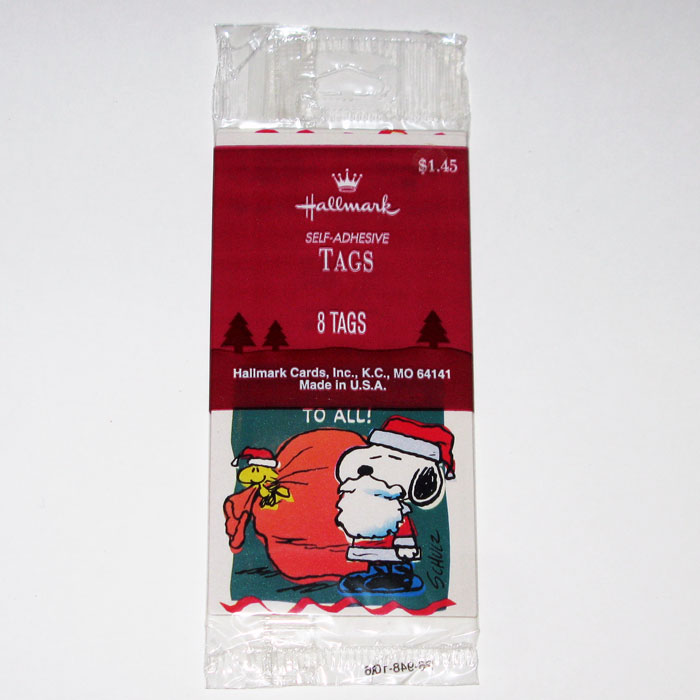 $1.45
Hallmark
SELF-ADHESIVE
TAGS
8 TAGS
Hallmark Cards, Inc., K.C., MO 64141
Made in U.S.A.
TO ALL!
SCHULZ